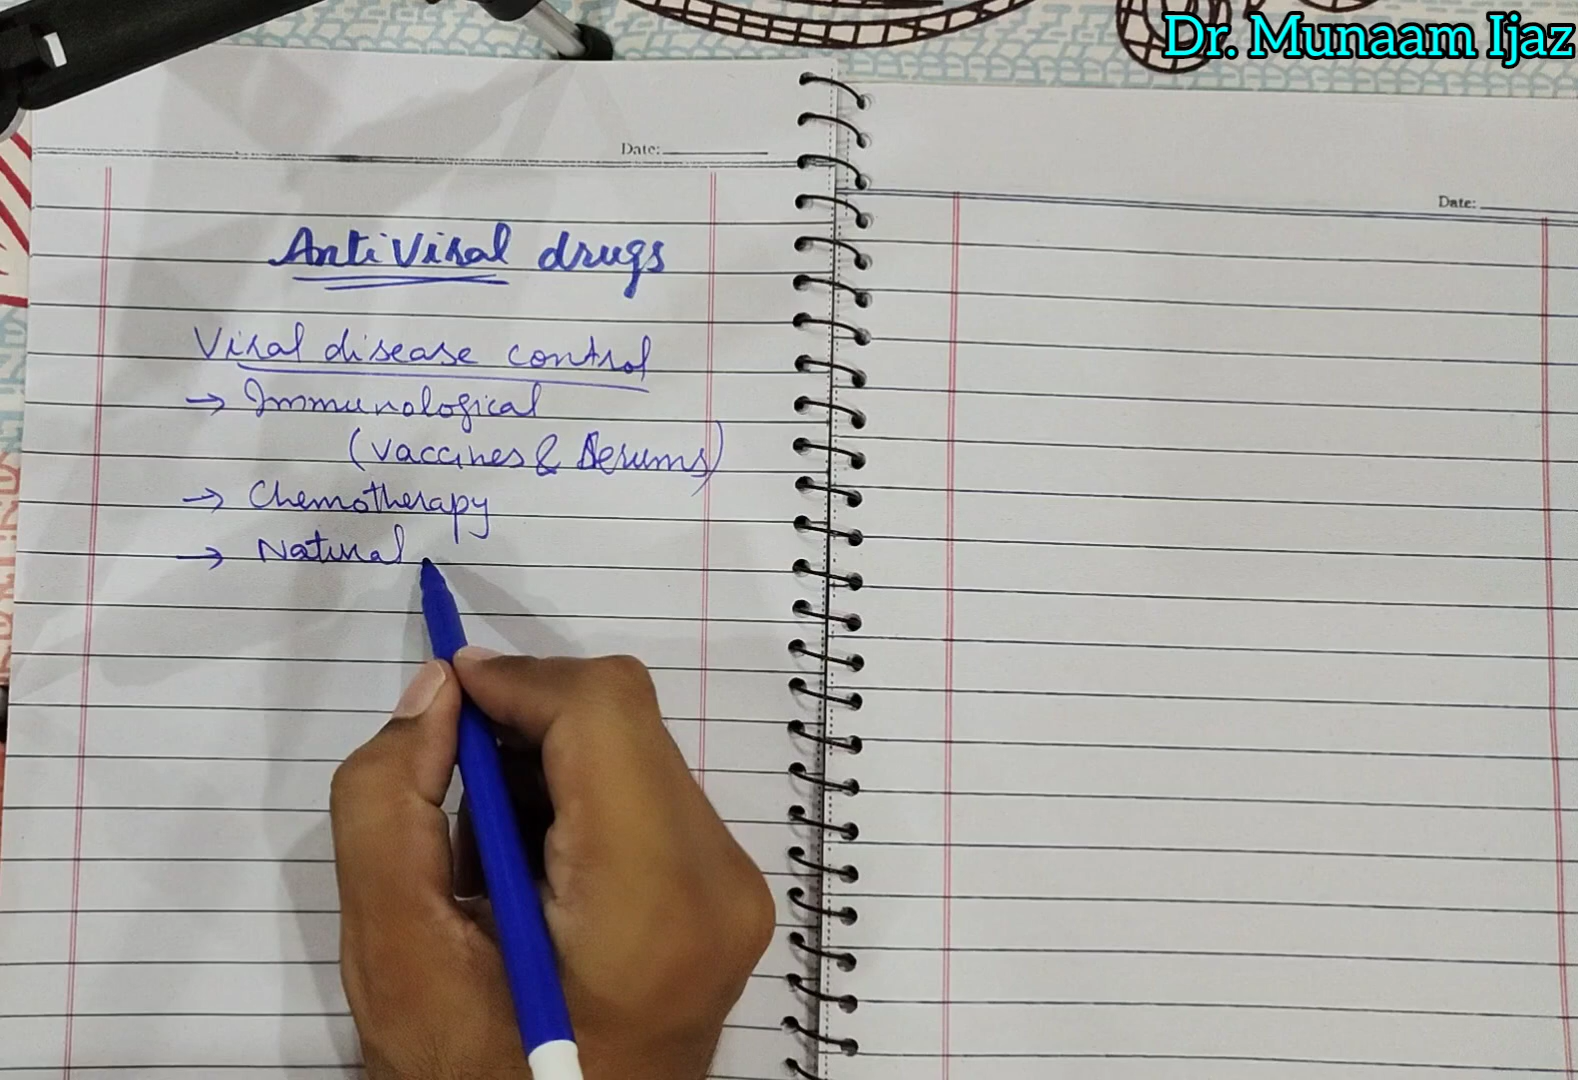 Dr. Munaam Ijaz
Date:
AntiViral drugs
Viral disease control
→ Immunological
(Vaccines & Serums)
→ Chemotherapy
→ Natural
Date: